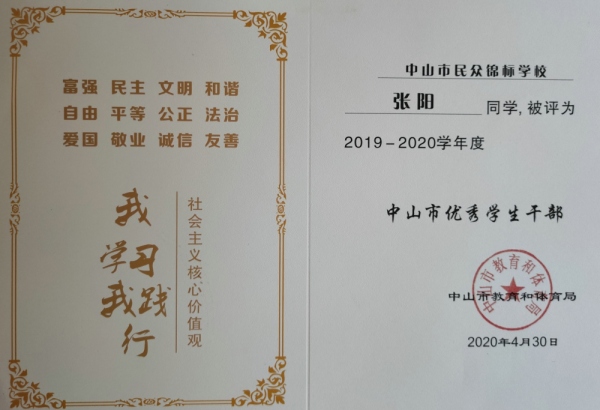 富强 民主 文明 和谐
自由 平等 公正 法治
爱国 敬业 诚信 友善
我
学习
我践
行
社会主义核心价值观
中山市民众锦标学校
张阳 同学,被评为
2019-2020学年度
中山市优秀学生干部
中山市教育和体育局
中山市教育和体育局
2020年4月30日